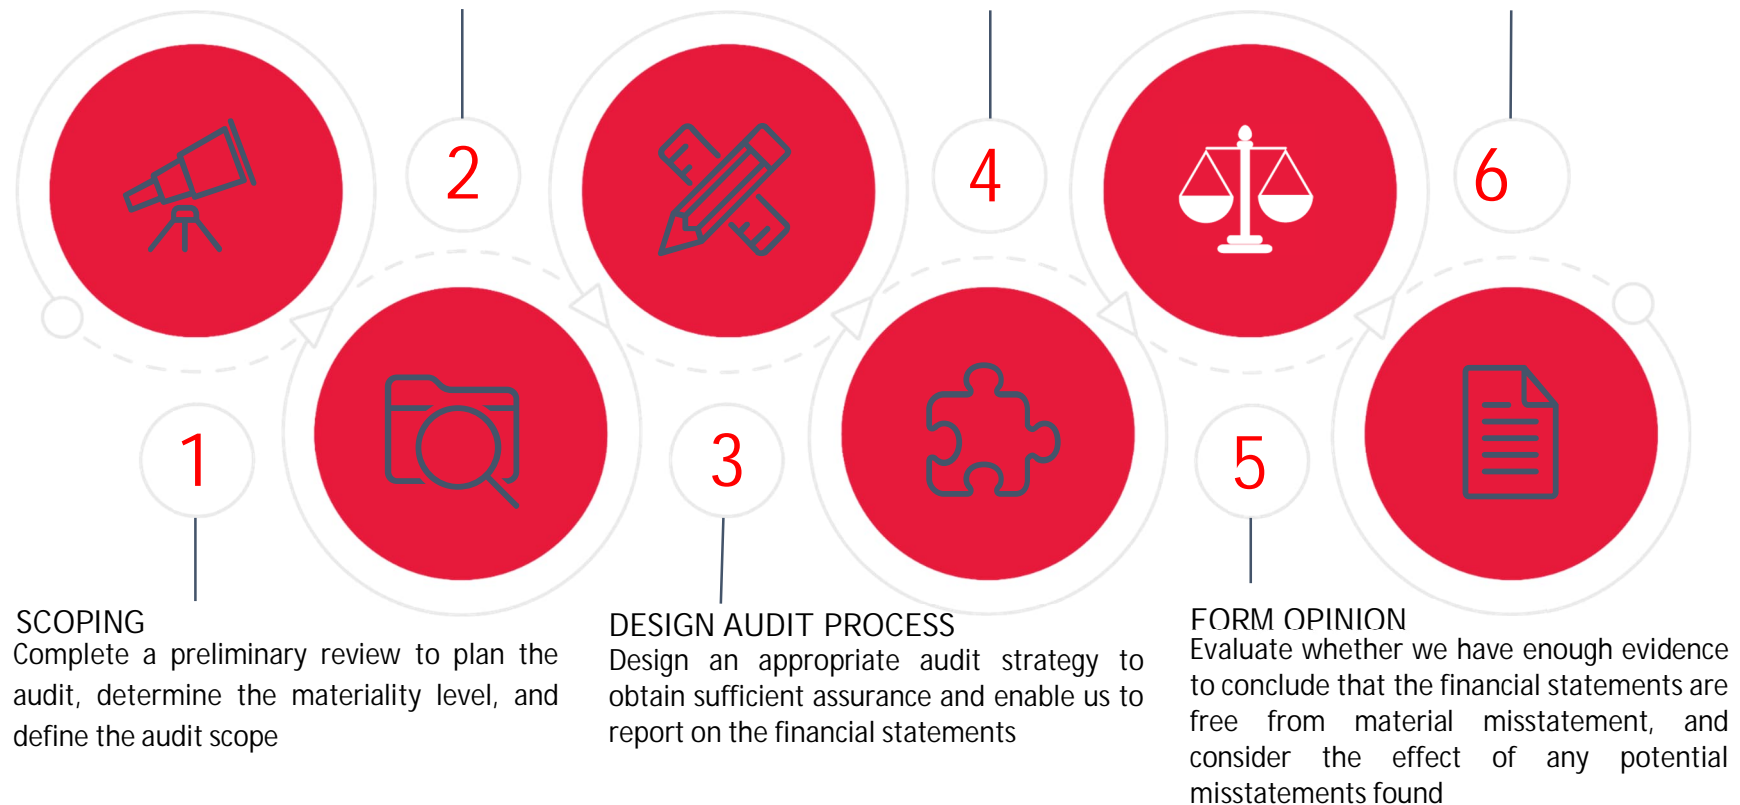 2
4
6
1
3
5
SCOPING
Complete a preliminary review to plan the
audit, determine the materiality level, and
define the audit scope
DESIGN AUDIT PROCESS
Design an appropriate audit strategy to
obtain sufficient assurance and enable us to
report on the financial statements
FORM OPINION
Evaluate whether we have enough evidence
to conclude that the financial statements are
free from material misstatement, and
consider the effect of any potential
misstatements found